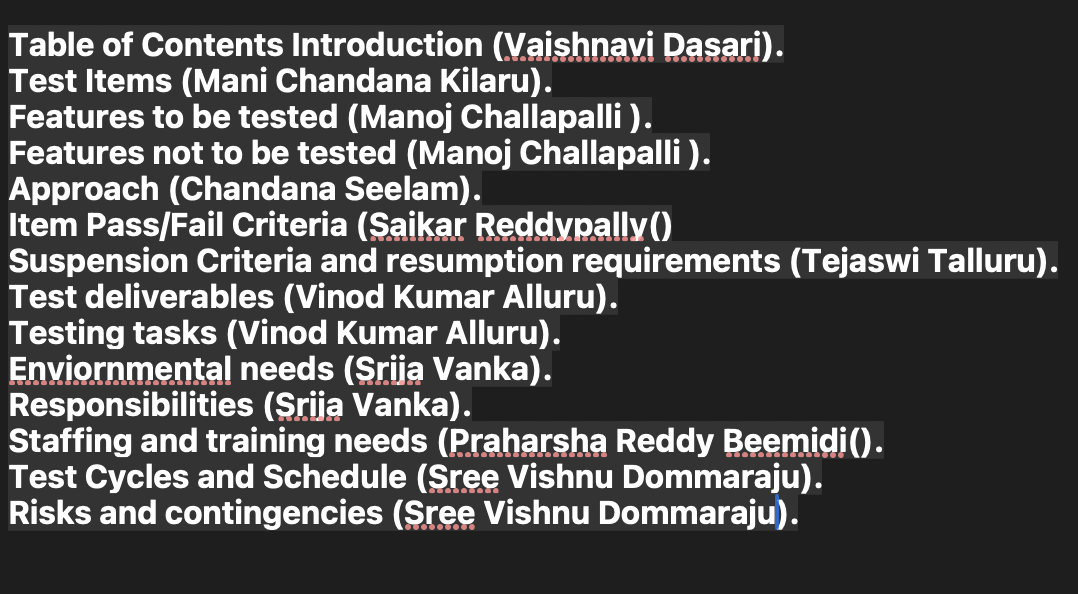 Table of Contents Introduction (Vaishnavi Dasari).
Test Items (Mani Chandana Kilaru).
Features to be tested (Manoj Challapalli ).
Features not to be tested (Manoj Challapalli ).
Approach (Chandana Seelam).
Item Pass/Fail Criteria (Saikar Reddypally()
Suspension Criteria and resumption requirements (Tejaswi Talluru).
Test deliverables (Vinod Kumar Alluru).
Testing tasks (Vinod Kumar Alluru).
Enviornmental needs (Srija Vanka).
Responsibilities (Srija Vanka).
Staffing and training needs (Praharsha Reddy Beemidi().
Test Cycles and Schedule (Sree Vishnu Dommaraju).
Risks and contingencies (Sree Vishnu Dommaraju).